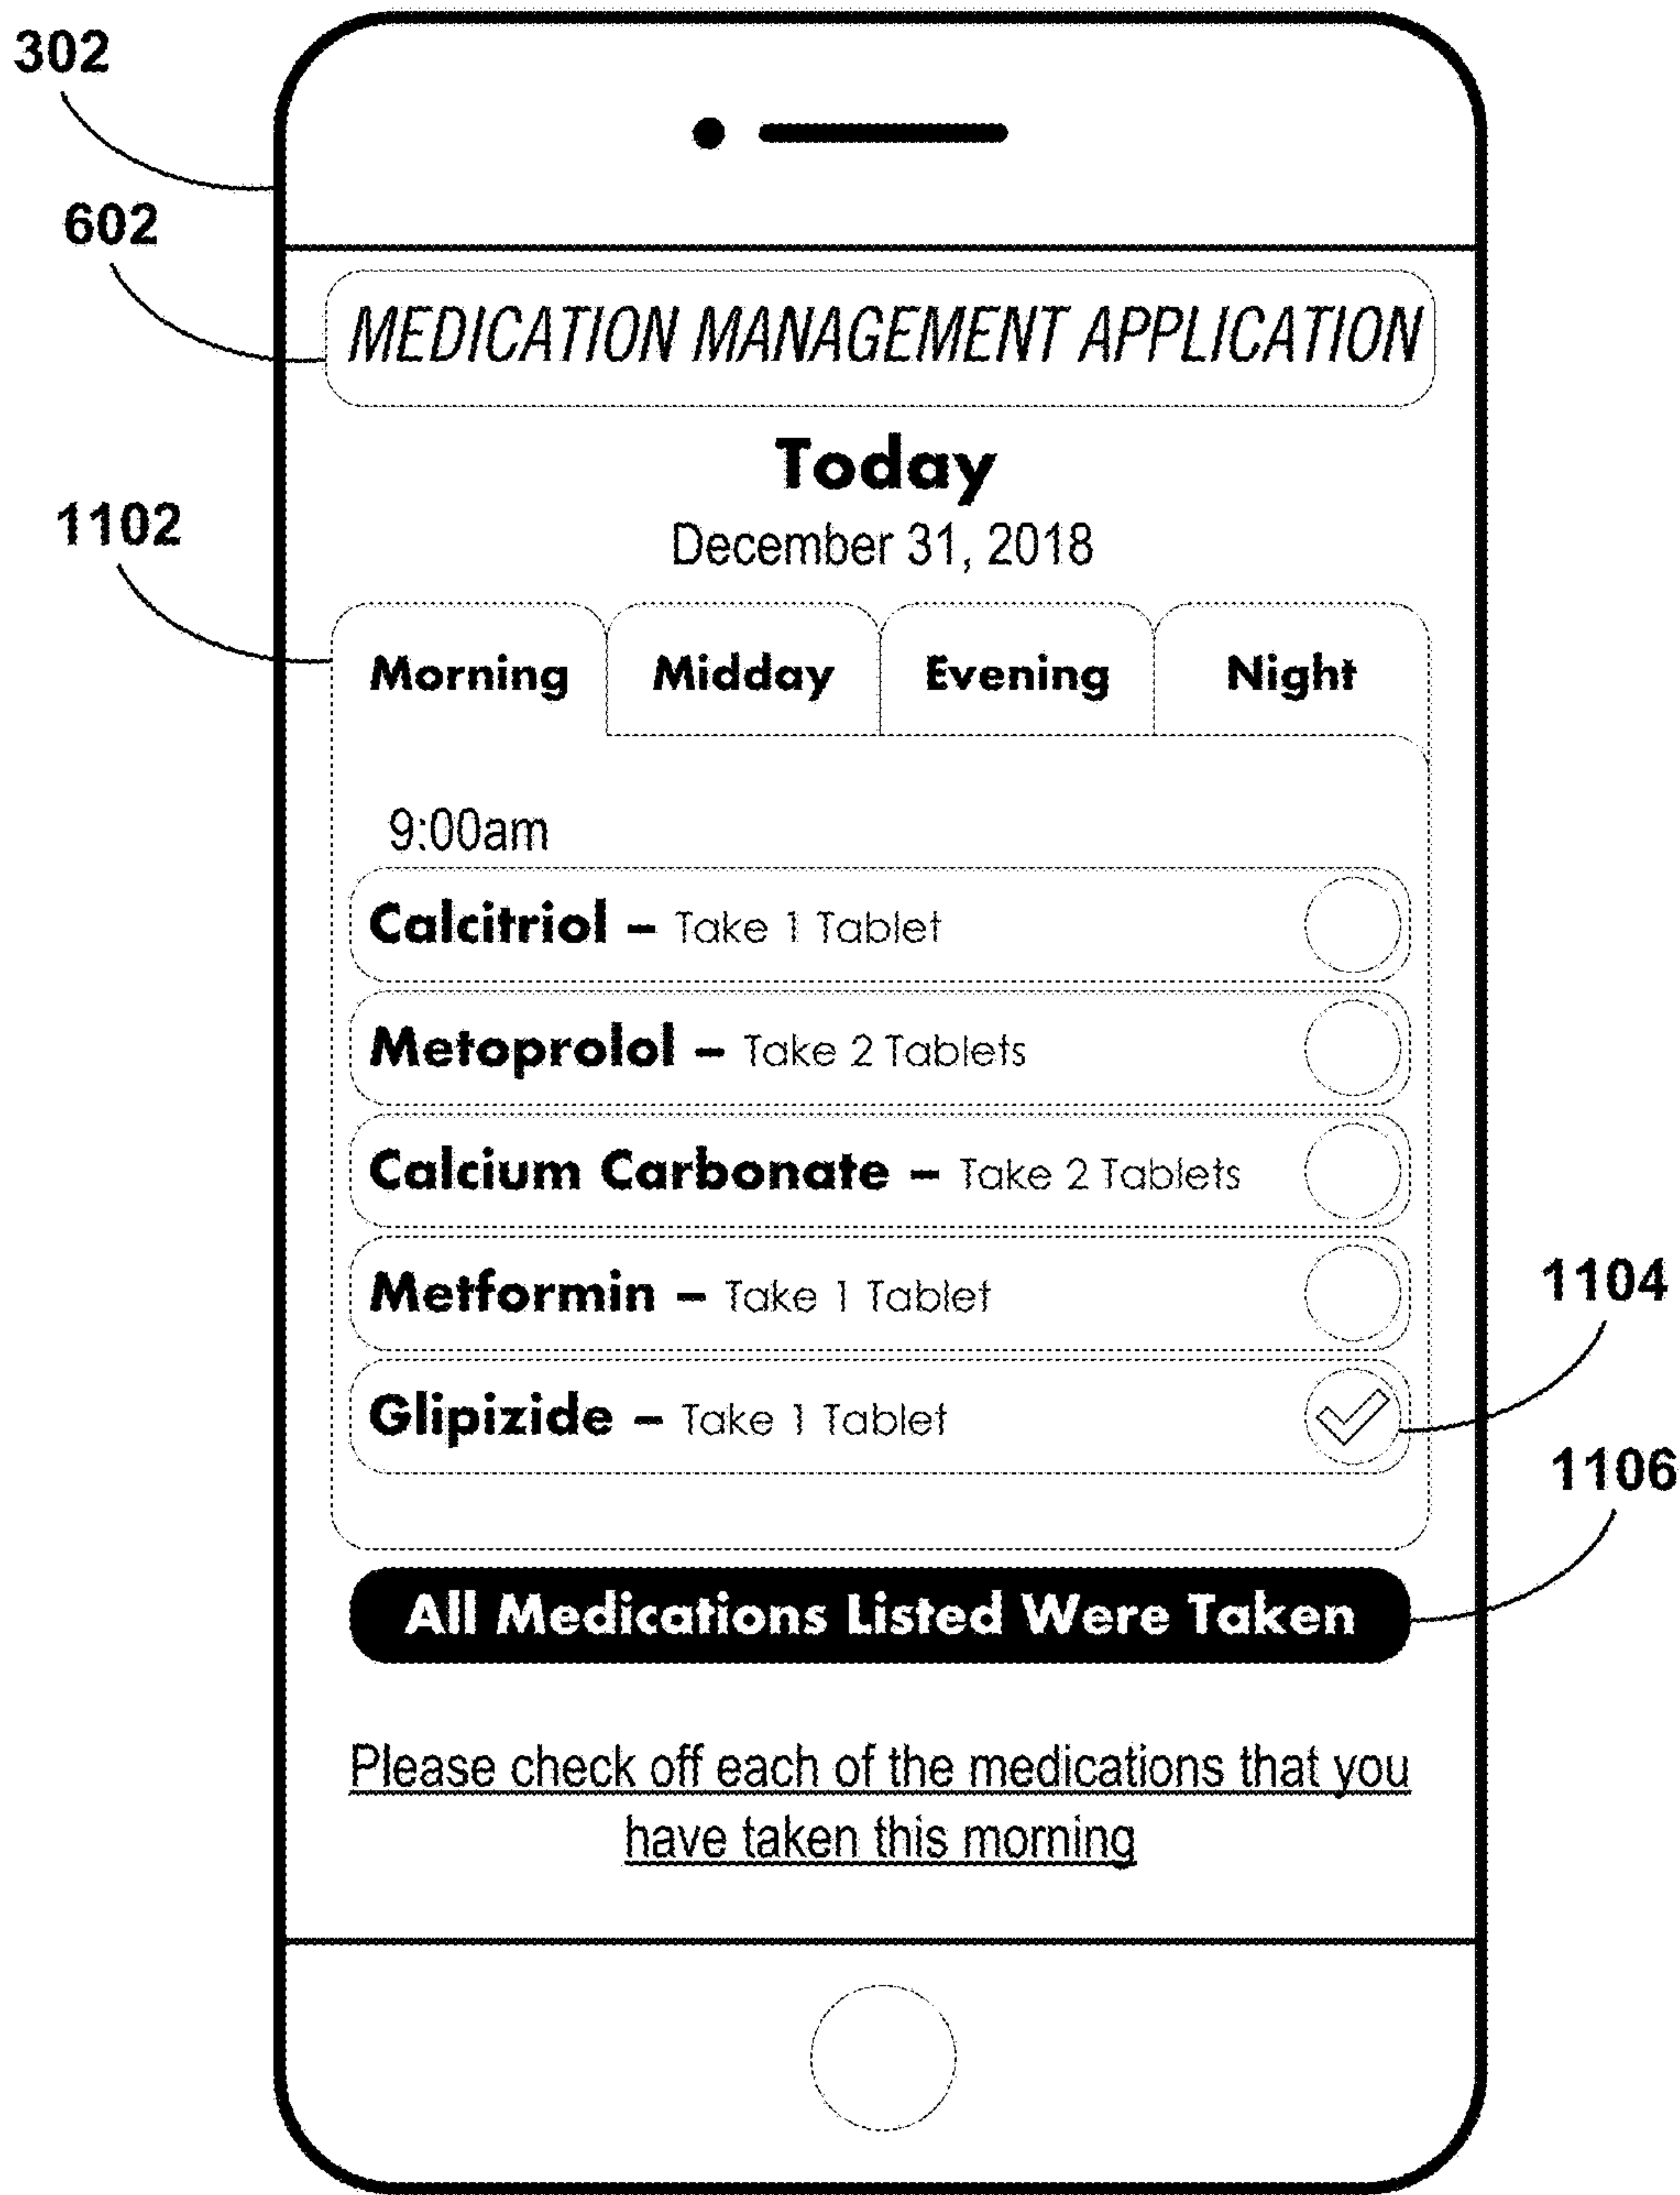 302
602
MEDICATION MANAGEMENT APPLICATION
Today
1102
December 31, 2018
Morning Midday Evening Night
9:00am
Calcitriol – Take 1 Tablet
Metoprolol – Take 2 Tablets
Calcium Carbonate – Take 2 Tablets
Metformin – Take 1 Tablet
1104
Glipizide – Take 1 Tablet
1106
All Medications Listed Were Taken
Please check off each of the medications that you
have taken this morning